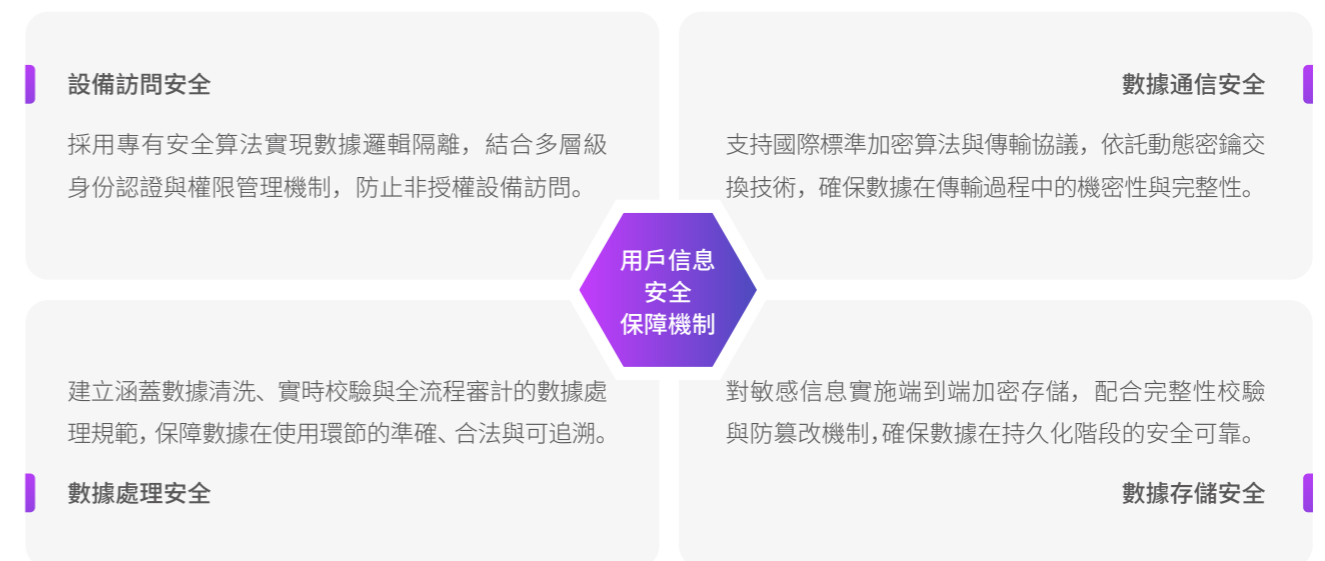 設備訪問安全
採用專有安全算法實現數據邏輯隔離，結合多層級
身份認證與權限管理機制，防止非授權設備訪問。
數據通信安全
支持國際標準加密算法與傳輸協議，依託動態密鑰交
換技術，確保數據在傳輸過程中的機密性與完整性。
用戶信息
安全
保障機制
建立涵蓋數據清洗、實時校驗與全流程審計的數據處
理規範，保障數據在使用環節的準確、合法與可追溯。
數據處理安全
對敏感信息實施端到端加密存儲，配合完整性校驗
與防篡改機制，確保數據在持久化階段的安全可靠。
數據存儲安全